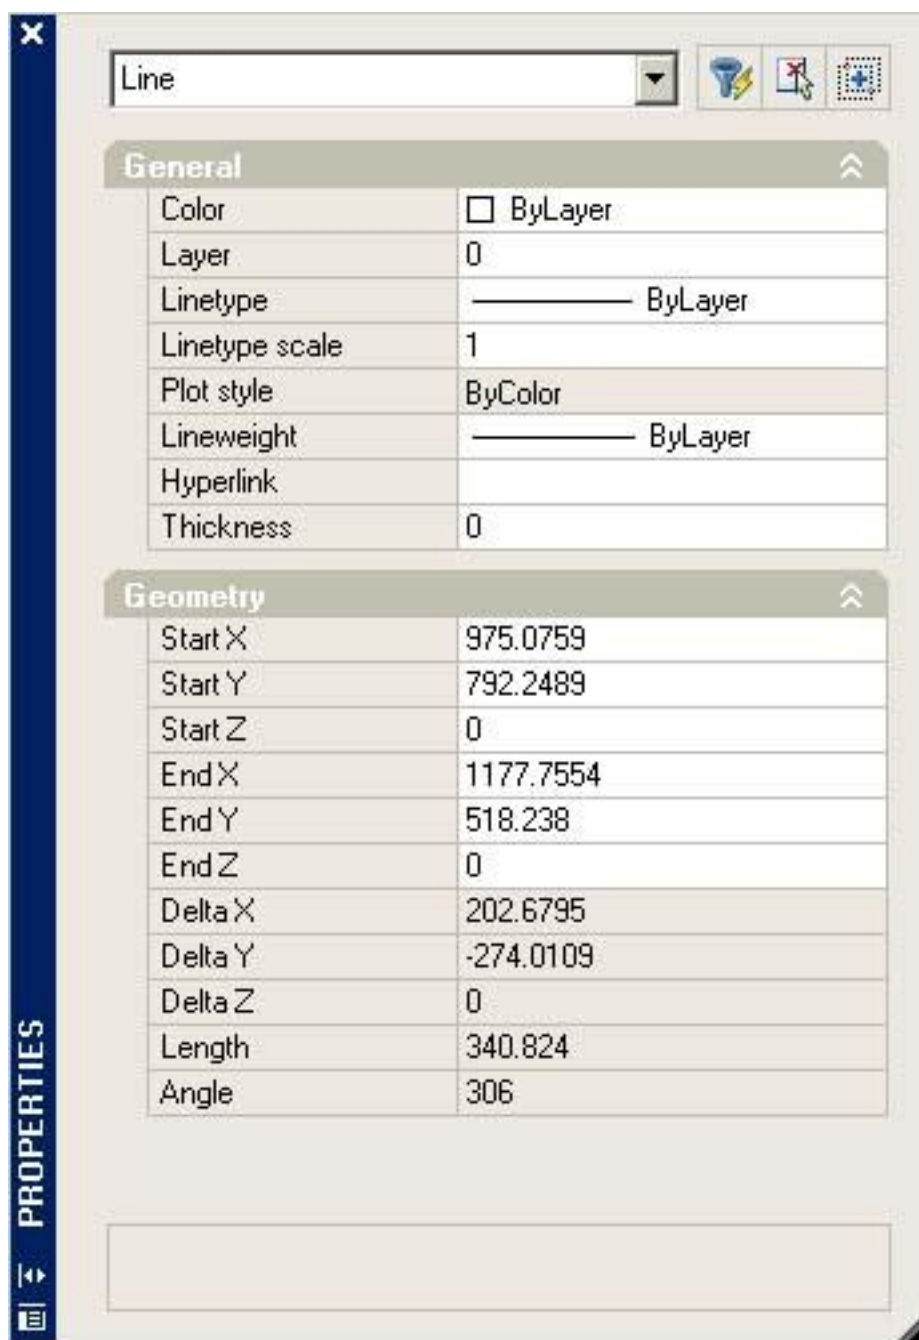 Line
General
Color ByLayer
Layer 0
Linetype ByLayer
Linetype scale 1
Plot style ByColor
Lineweight ByLayer
Hyperlink
Thickness 0
Geometry
Start X 975.0759
Start Y 792.2489
Start Z 0
End X 1177.7554
End Y 518.238
End Z 0
Delta X 202.6795
Delta Y -274.0109
Delta Z 0
Length 340.824
Angle 306
PROPERTIES